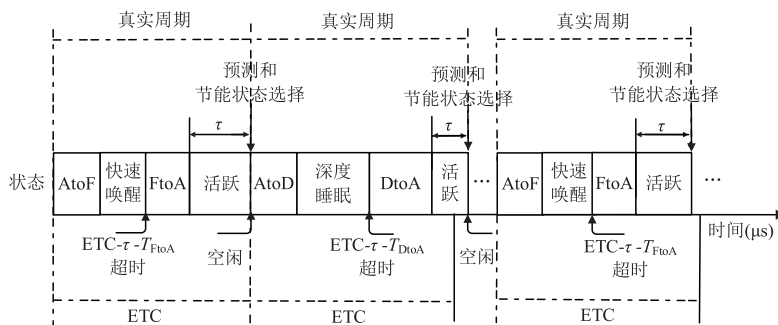 真实周期 真实周期 真实周期
预测和 预测和 预测和
节能状态选择 节能状态选择 节能状态选择
τ τ τ
状态 AtoF 快速唤醒 FtoA 活跃 AtoD 深度睡眠 DtoA 活跃 … AtoF 快速唤醒 FtoA 活跃 …
时间(μs)
ETC-τ-T_FtoA 空闲 ETC-τ-T_DtoA 空闲 ETC-τ-T_FtoA
超时 超时 超时
ETC ETC ETC